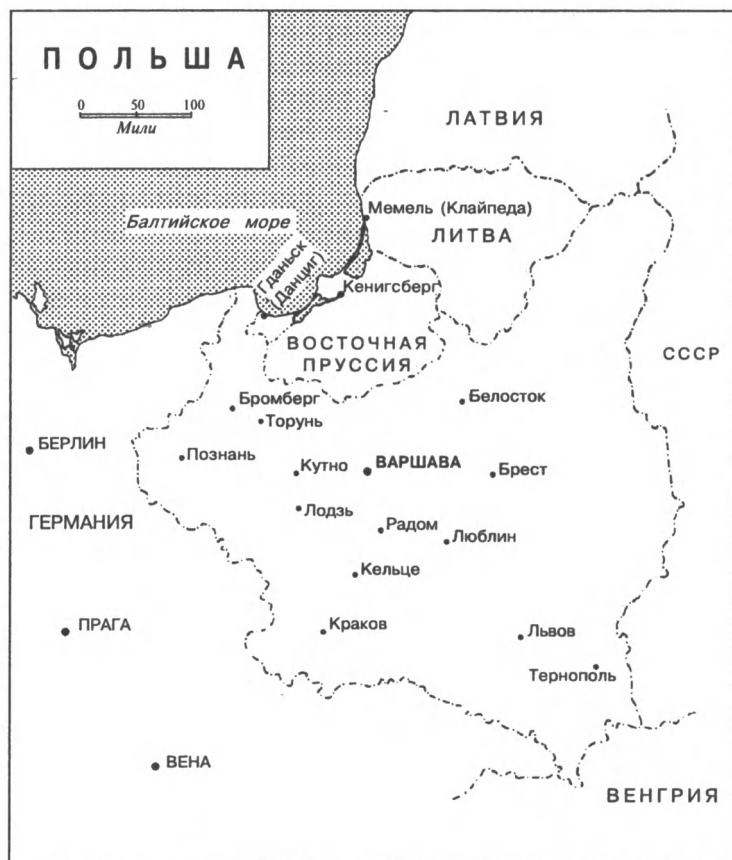 ПОЛЬША
0 50 100
Мили
ЛАТВИЯ
Балтийское море
Мемель (Клайпеда)
ЛИТВА
Гданьск
(Данциг)
Кенигсберг
ВОСТОЧНАЯ
ПРУССИЯ
СССР
Бромберг
Белосток
Торунь
БЕРЛИН
Познань
Кутно
ВАРШАВА
Брест
ГЕРМАНИЯ
Лодзь
Радом
Люблин
Кельце
ПРАГА
Краков
Львов
Тернополь
ВЕНА
ВЕНГРИЯ